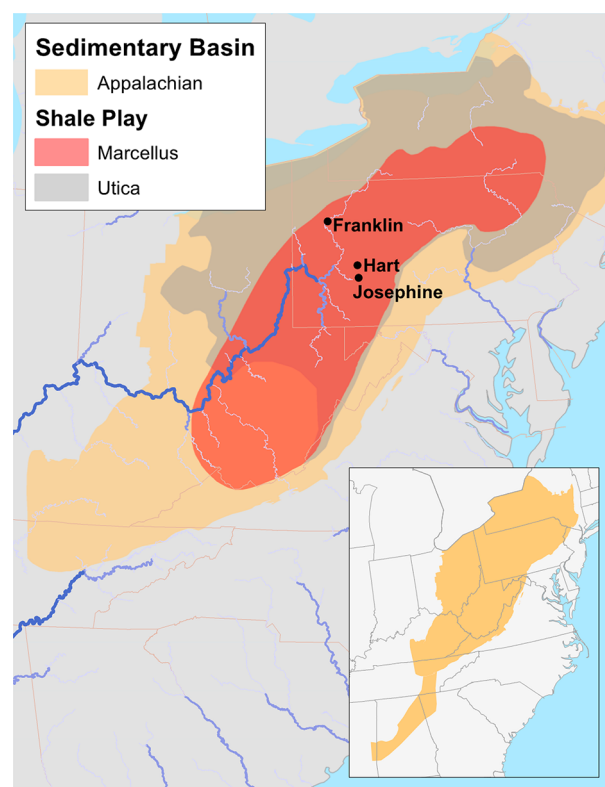 Sedimentary Basin
Appalachian
Shale Play
Marcellus
Utica
Franklin
Hart
Josephine